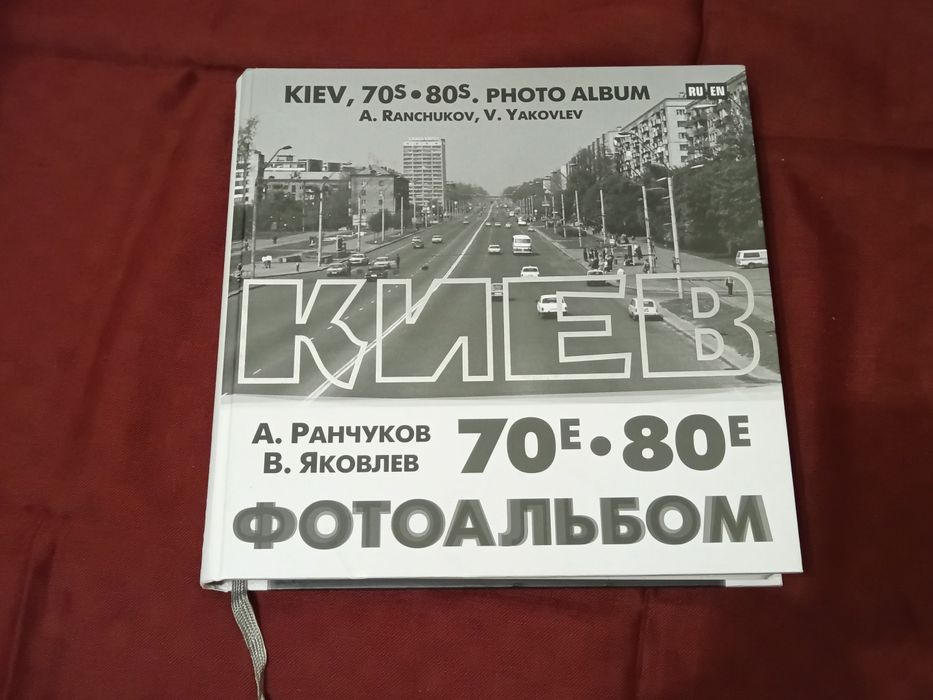 KIEV, 70S • 80S. PHOTO ALBUM
RU EN
A. RANCHUKOV, V. YAKOVLEV
КИЕВ
А. РАНЧУКОВ
В. ЯКОВЛЕВ
70Е • 80Е
ФОТОАЛЬБОМ